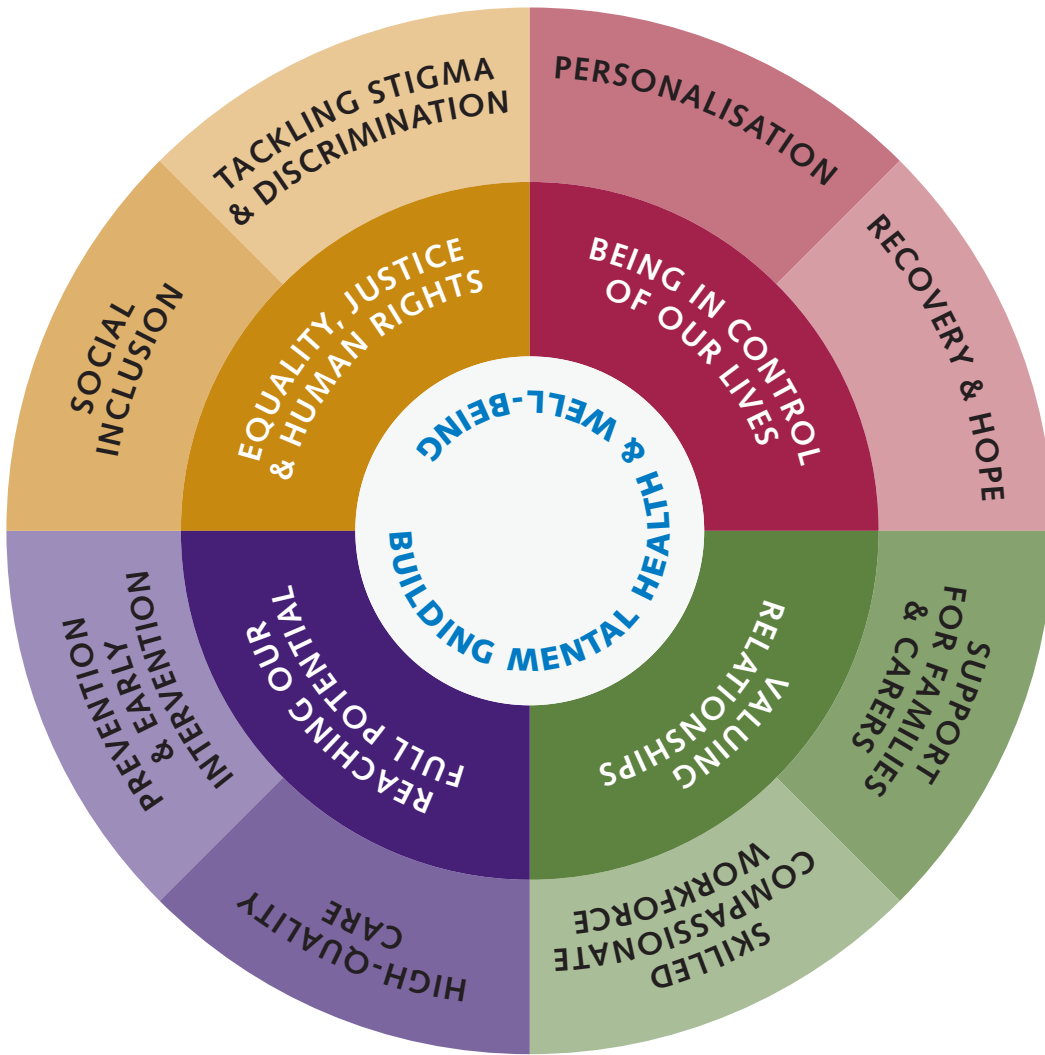 TACKLING STIGMA
& DISCRIMINATION
PERSONALISATION
RECOVERY & HOPE
SUPPORT
FOR FAMILIES
& CARERS
SKILLED
COMPASSIONATE
WORKFORCE
HIGH-QUALITY
CARE
PREVENTION
& EARLY
INTERVENTION
SOCIAL
INCLUSION
EQUALITY, JUSTICE
& HUMAN RIGHTS
BEING IN CONTROL
OF OUR LIVES
VALUING
RELATIONSHIPS
REACHING OUR
FULL POTENTIAL
BUILDING MENTAL HEALTH & WELL-BEING